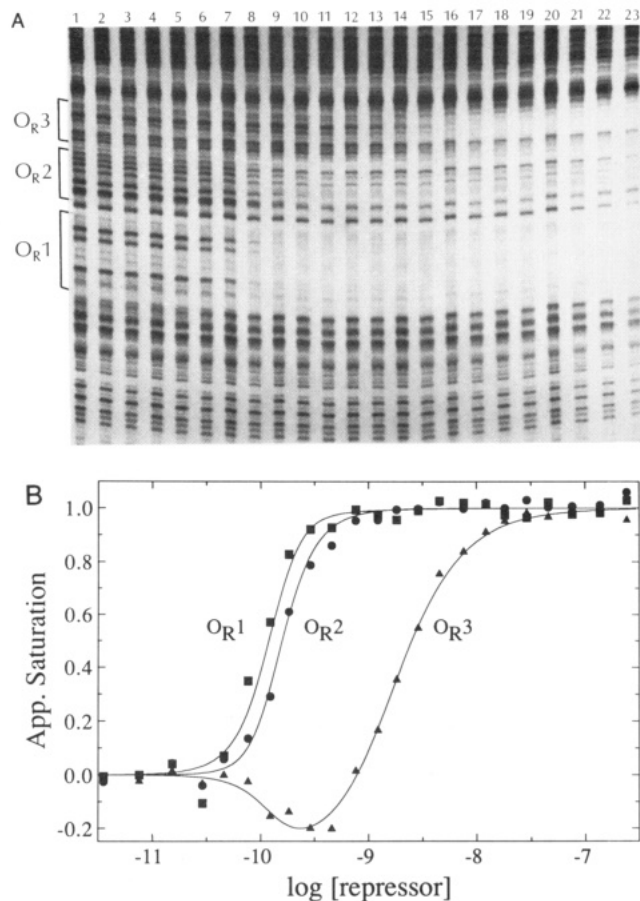 A
1 2 3 4 5 6 7 8 9 10 11 12 13 14 15 16 17 18 19 20 21 22 23
OR3
OR2
OR1
B
1.0
0.8
0.6
0.4
0.2
0.0
-0.2
App. Saturation
OR1
OR2
OR3
-11 -10 -9 -8 -7
log [repressor]